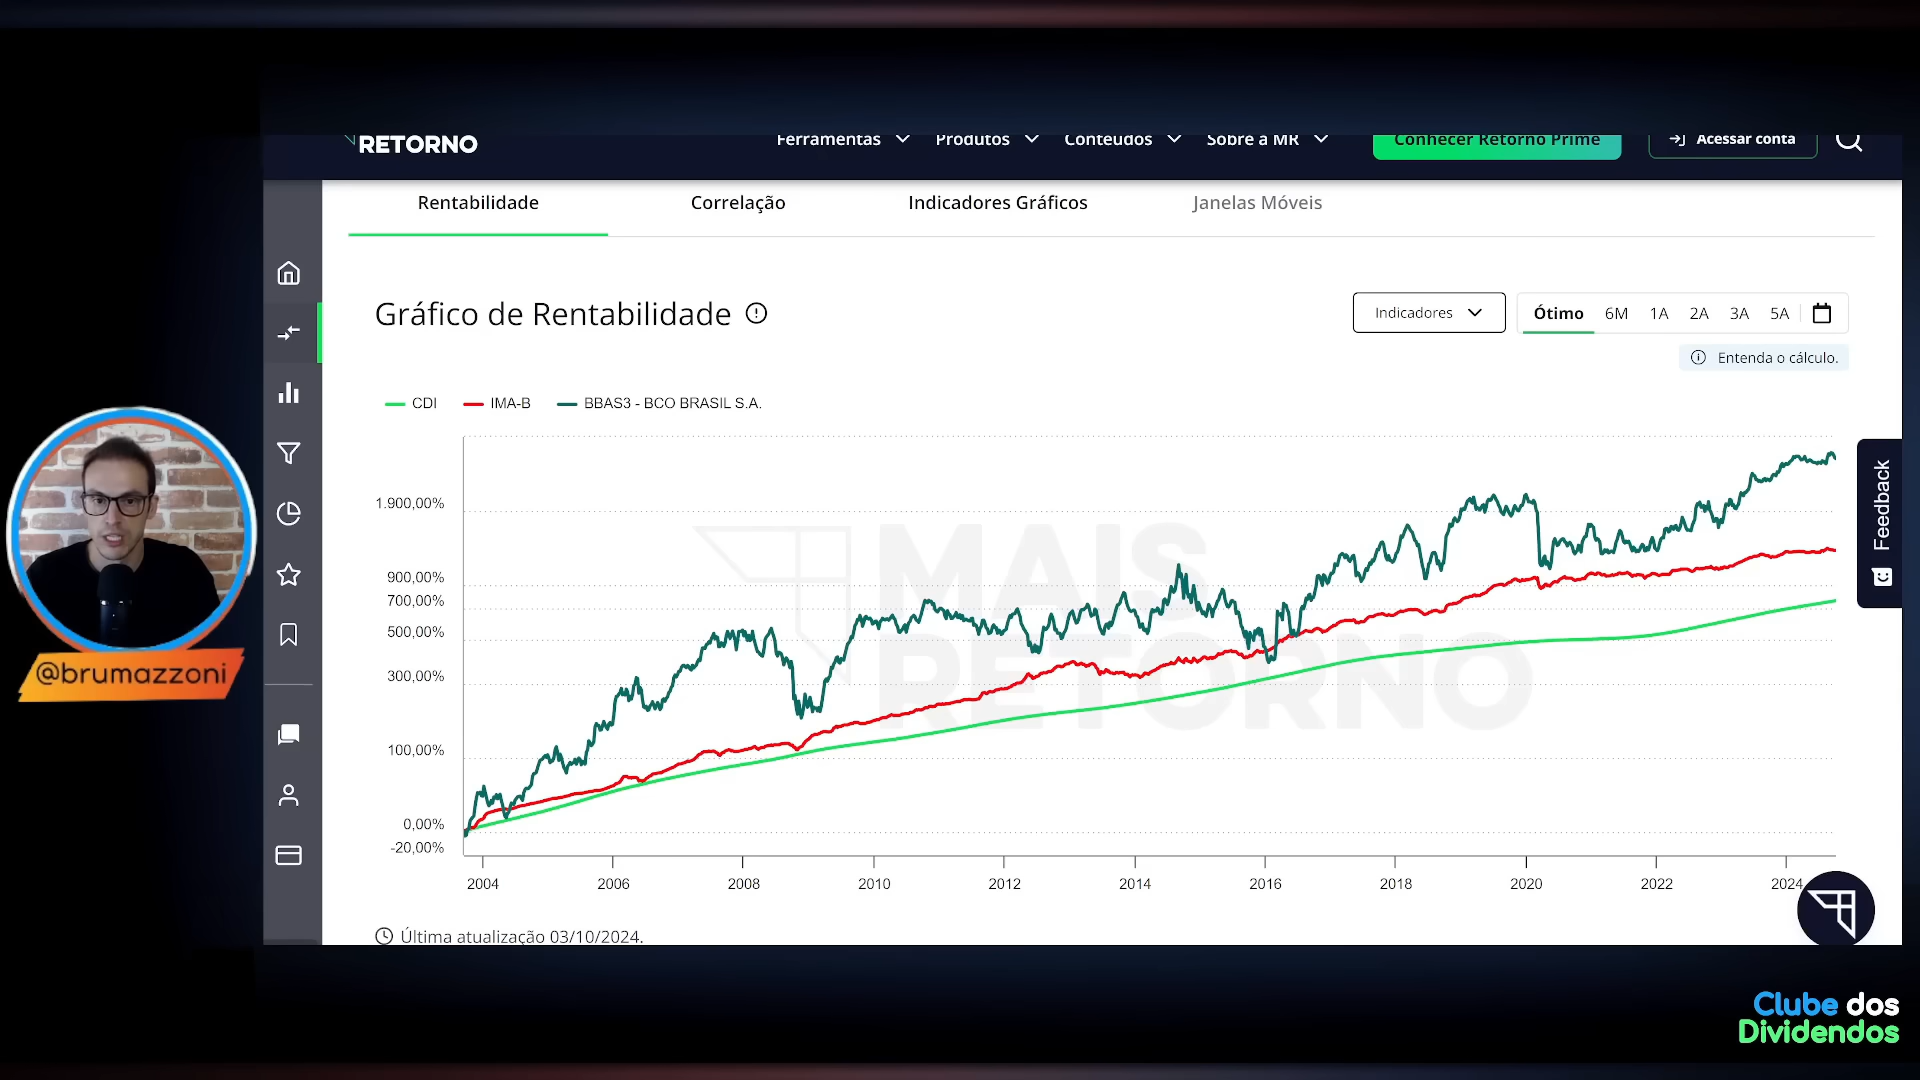 RETORNO
Ferramentas Produtos Conteúdos Sobre a MR Conhecer Retorno Prime Acessar conta
Rentabilidade Correlação Indicadores Gráficos Janelas Móveis
Gráfico de Rentabilidade
Indicadores Ótimo 6M 1A 2A 3A 5A
Entenda o cálculo.
CDI IMA-B BBAS3 - BCO BRASIL S.A.
1.900,00%
900,00%
700,00%
500,00%
300,00%
100,00%
0,00%
-20,00%
MAIS
RETORNO
2004 2006 2008 2010 2012 2014 2016 2018 2020 2022 2024
Última atualização 03/10/2024.
Feedback
@brumazzoni
Clube dos
Dividendos